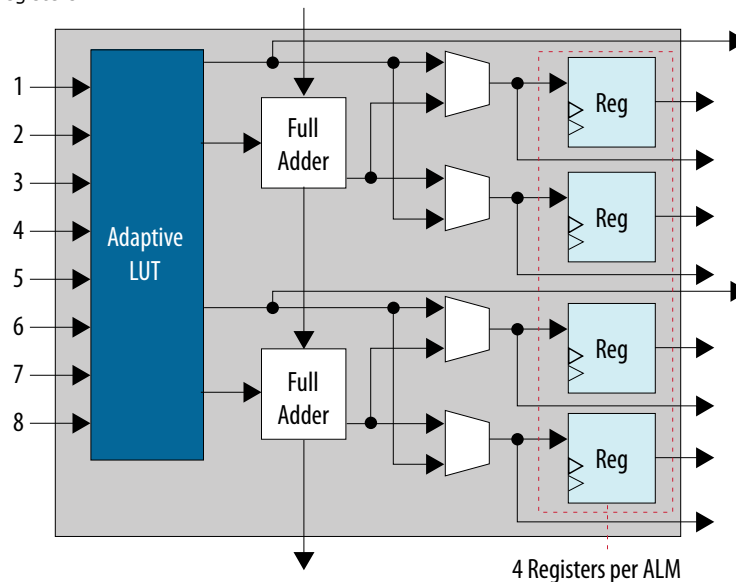 1
2
3
4
5
6
7
8
Adaptive
LUT
Full
Adder
Full
Adder
Reg
Reg
Reg
Reg
4 Registers per ALM